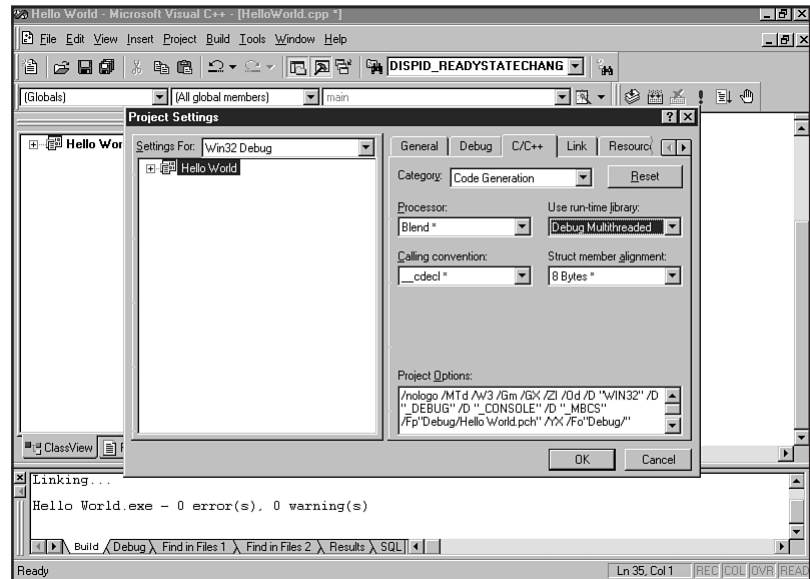 Hello World - Microsoft Visual C++ - [HelloWorld.cpp *]
File Edit View Insert Project Build Tools Window Help
DISPID_READYSTATECHANG
(Globals) (All global members) main
Project Settings
Hello Wor
Settings For: Win32 Debug
Hello World
General Debug C/C++ Link Resourc
Category: Code Generation Reset
Processor: Use run-time library:
Blend * Debug Multithreaded
Calling convention: Struct member alignment:
__cdecl * 8 Bytes *
Project Options:
/nologo /MTd /W3 /Gm /GX /ZI /Od /D "WIN32" /D
"_DEBUG" /D "_CONSOLE" /D "_MBCS"
/Fp"Debug/Hello World.pch" /YX /Fo"Debug/"
OK Cancel
ClassView
Linking...
Hello World.exe - 0 error(s), 0 warning(s)
Build Debug Find in Files 1 Find in Files 2 Results SQL
Ready Ln 35, Col 1 REC COL OVR READ